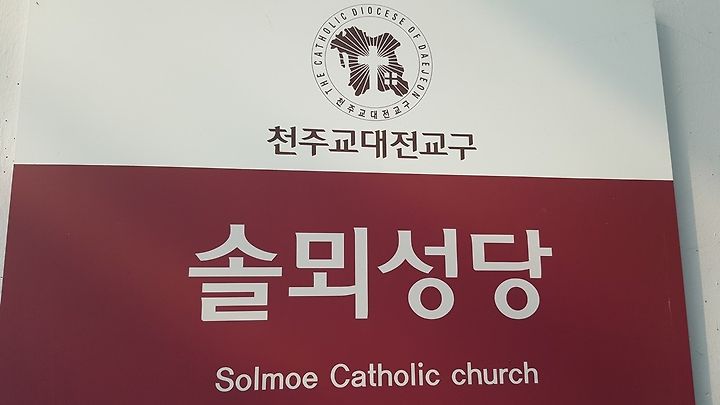 THE CATHOLIC DIOCESE OF DAEJEON
천주교대전교구
천주교대전교구
솔뫼성당
Solmoe Catholic church